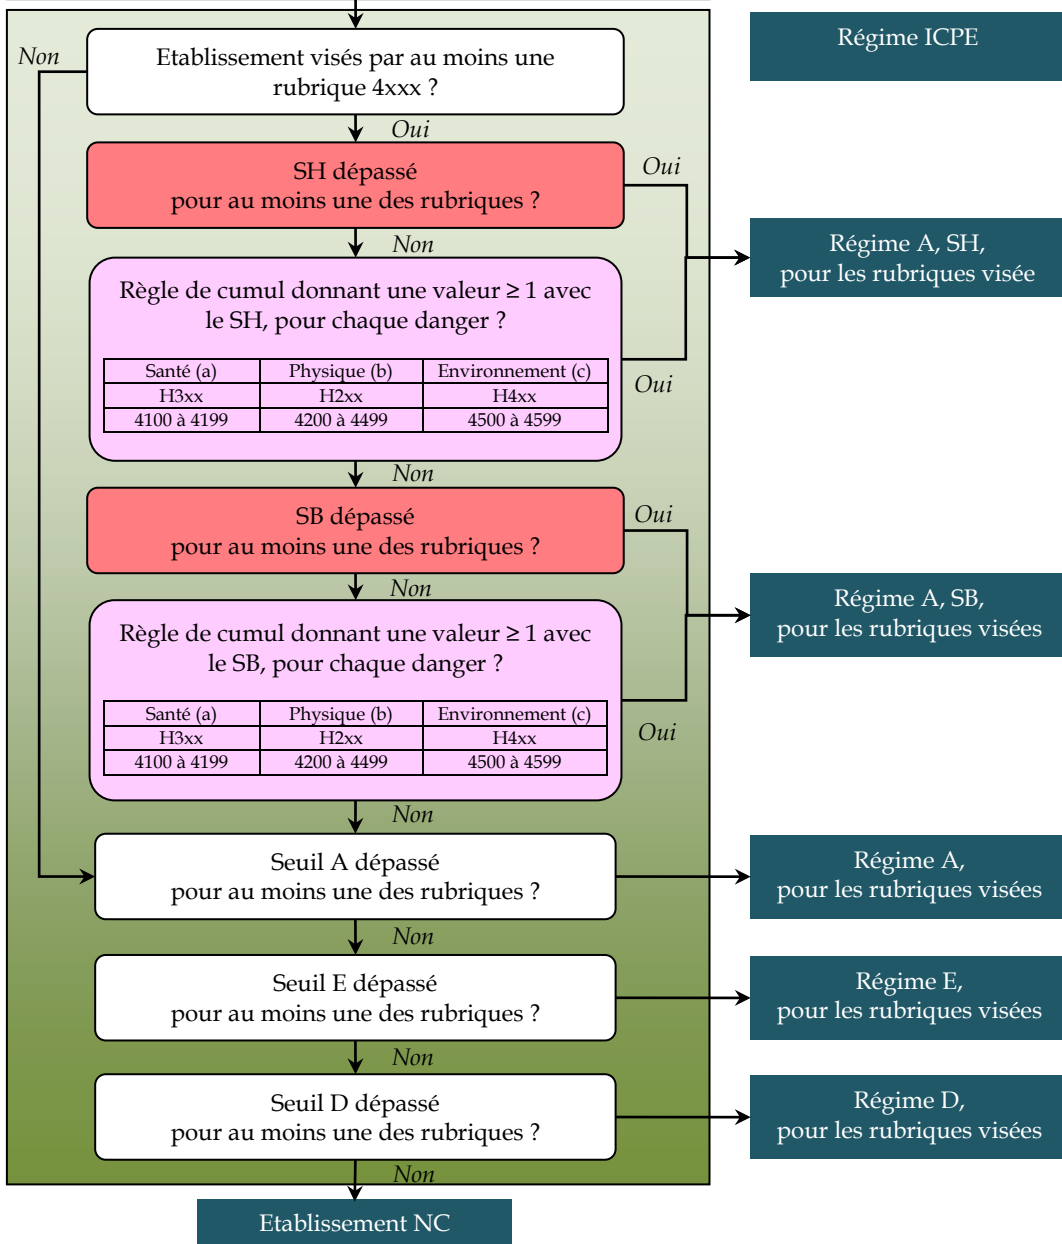 Non
Etablissement visés par au moins une
rubrique 4xxx ?
Régime ICPE
Oui
SH dépassé
pour au moins une des rubriques ?
Oui
Non
Régime A, SH,
pour les rubriques visée
Règle de cumul donnant une valeur ≥ 1 avec
le SH, pour chaque danger ?
Santé (a) Physique (b) Environnement (c)
H3xx H2xx H4xx
4100 à 4199 4200 à 4499 4500 à 4599
Oui
Non
SB dépassé
pour au moins une des rubriques ?
Oui
Non
Régime A, SB,
pour les rubriques visées
Règle de cumul donnant une valeur ≥ 1 avec
le SB, pour chaque danger ?
Santé (a) Physique (b) Environnement (c)
H3xx H2xx H4xx
4100 à 4199 4200 à 4499 4500 à 4599
Oui
Non
Seuil A dépassé
pour au moins une des rubriques ?
Régime A,
pour les rubriques visées
Non
Seuil E dépassé
pour au moins une des rubriques ?
Régime E,
pour les rubriques visées
Non
Seuil D dépassé
pour au moins une des rubriques ?
Régime D,
pour les rubriques visées
Non
Etablissement NC